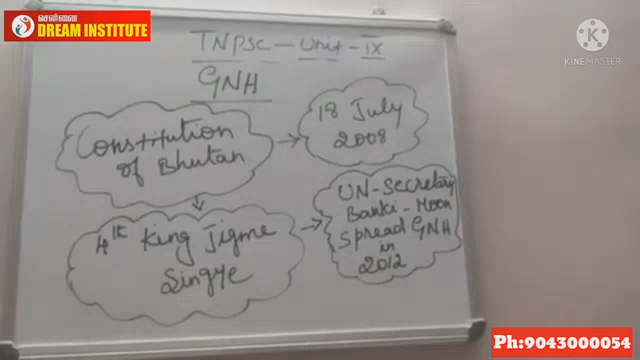 சென்னை
DREAM INSTITUTE
KINEMASTER
TNPSC - Unit - IX
GNH
Constitution
of Bhutan
18 July
2008
4th King Jigme
Singye
UN-Secretary
Banki-Moon
Spread GNH
in
2012
Ph:9043000054